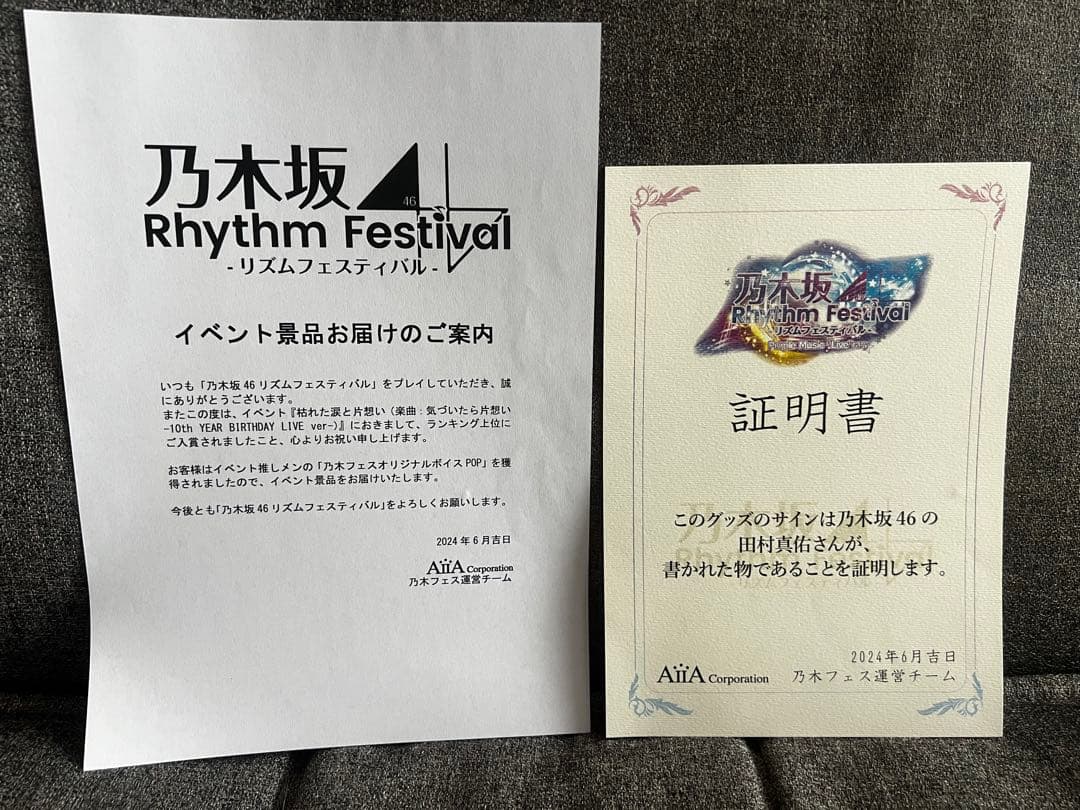 乃木坂46
Rhythm Festival
- リズムフェスティバル -
イベント景品お届けのご案内
いつも「乃木坂46リズムフェスティバル」をプレイしていただき、誠
にありがとうございます。
またこの度は、イベント『枯れた涙と片想い (楽曲：気づいたら片想い
-10th YEAR BIRTHDAY LIVE ver-)』におきまして、ランキング上位に
ご入賞されましたこと、心よりお祝い申し上げます。
お客様はイベント推しメンの「乃木フェスオリジナルボイスPOP」を獲
得されましたので、イベント景品をお届けいたします。
今後とも「乃木坂46リズムフェスティバル」をよろしくお願いします。
2024年6月吉日
AiiA Corporation
乃木フェス運営チーム
乃木坂
Rhythm Festival
- リズムフェスティバル -
証明書
このグッズのサインは乃木坂46の
田村真佑さんが、
書かれた物であることを証明します。
2024年6月吉日
AiiA Corporation 乃木フェス運営チーム